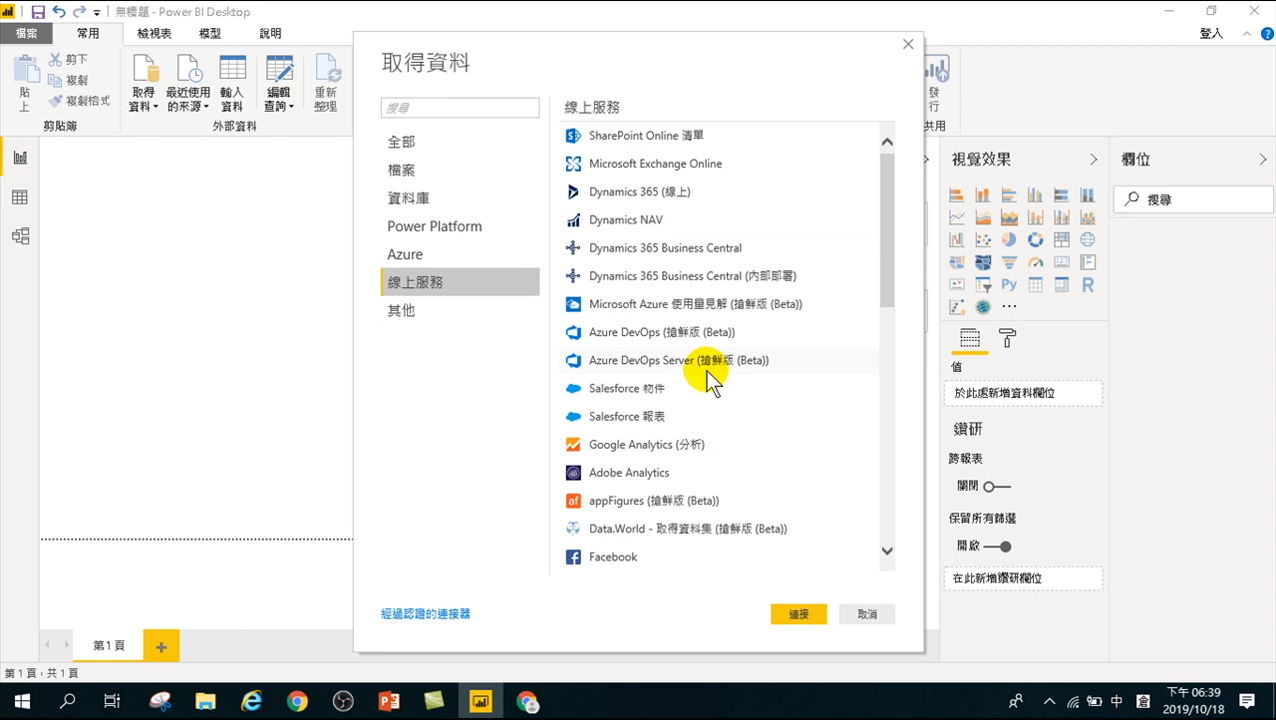 無標題 - Power BI Desktop
檔案
常用
檢視表
模型
說明
登入
貼上
剪下
複製
複製格式
剪貼簿
取得資料
最近使用的來源
輸入資料
編輯查詢
重新整理
外部資料
發行
共用
取得資料
搜尋
全部
檔案
資料庫
Power Platform
Azure
線上服務
其他
線上服務
SharePoint Online 清單
Microsoft Exchange Online
Dynamics 365 (線上)
Dynamics NAV
Dynamics 365 Business Central
Dynamics 365 Business Central (內部部署)
Microsoft Azure 使用量見解 (搶鮮版 (Beta))
Azure DevOps (搶鮮版 (Beta))
Azure DevOps Server (搶鮮版 (Beta))
Salesforce 物件
Salesforce 報表
Google Analytics (分析)
Adobe Analytics
appFigures (搶鮮版 (Beta))
Data.World - 取得資料集 (搶鮮版 (Beta))
Facebook
經過認證的連接器
連接
取消
視覺效果
Py
R
值
於此處新增資料欄位
鑽研
跨報表
關閉
保留所有篩選
開啟
在此新增鑽研欄位
欄位
搜尋
第 1 頁
第 1 頁，共 1 頁
中
倉
下午 06:39
2019/10/18